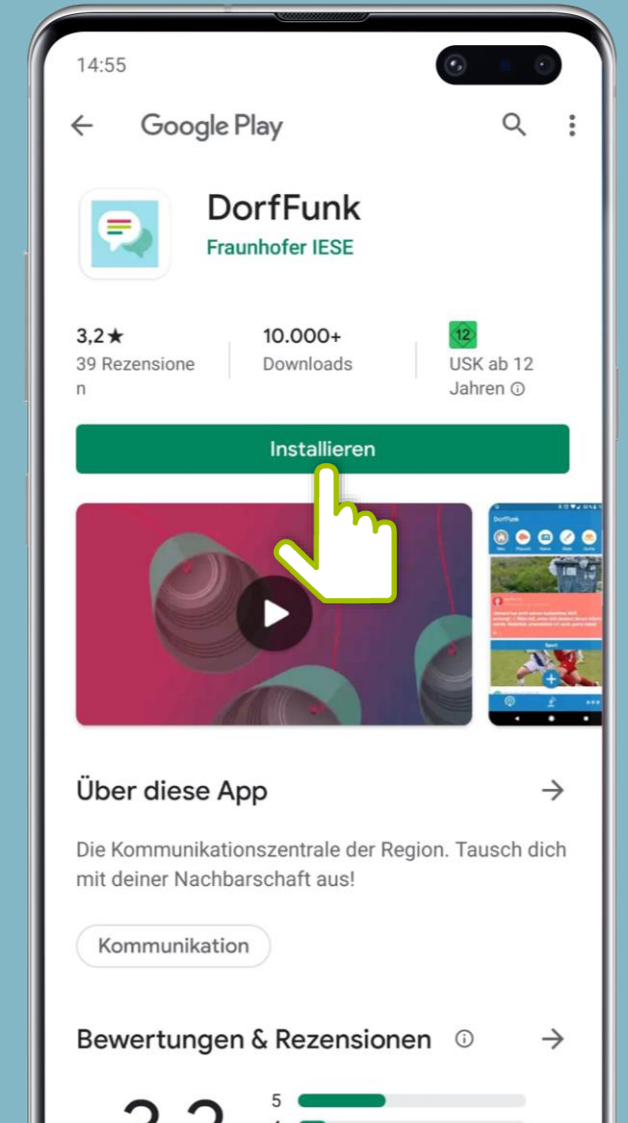 14:55
Google Play
DorfFunk
Fraunhofer IESE
3,2★
39 Rezensione
n
10.000+
Downloads
12
USK ab 12
Jahren
Installieren
DorfFunk
Über diese App
Die Kommunikationszentrale der Region. Tausch dich
mit deiner Nachbarschaft aus!
Kommunikation
Bewertungen & Rezensionen
5